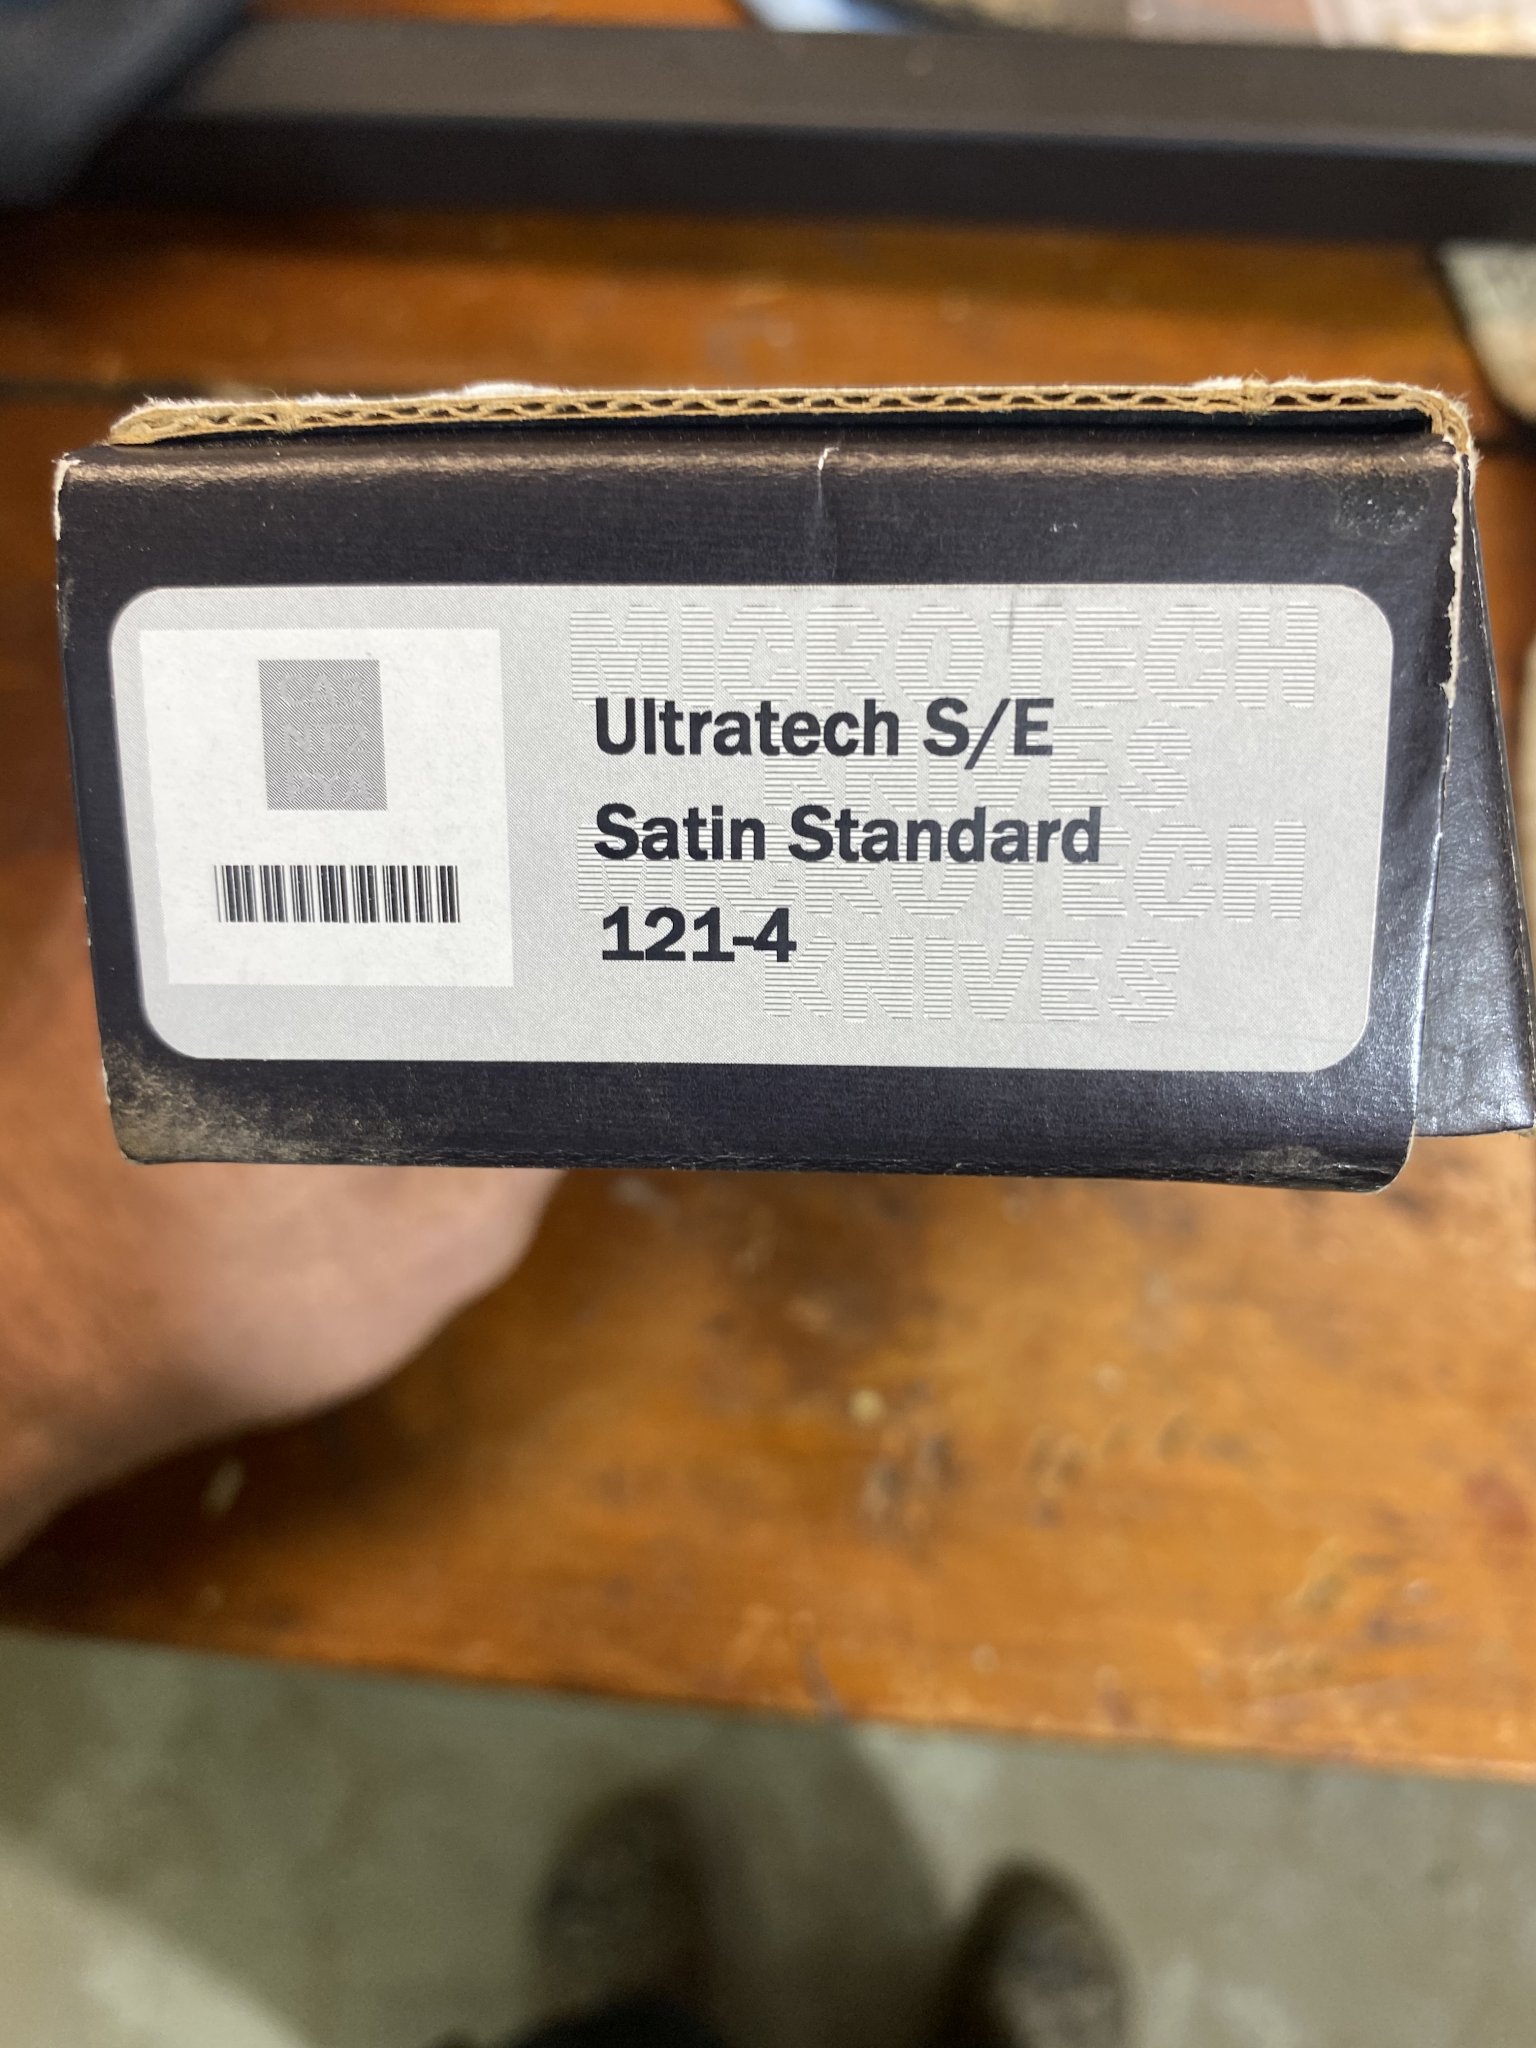 MICROTECH
KNIVES
MICROTECH
KNIVES
Ultratech S/E
Satin Standard
121-4